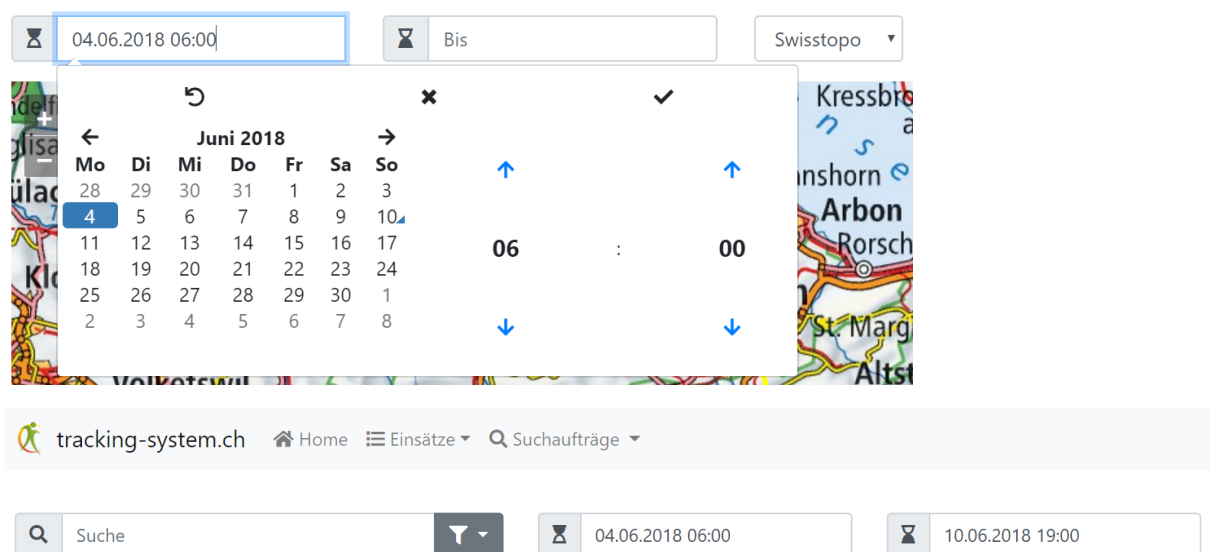 04.06.2018 06:00
Bis
Swisstopo
Kressbro
Juni 2018
Mo Di Mi Do Fr Sa So
28 29 30 31 1 2 3
4 5 6 7 8 9 10
11 12 13 14 15 16 17
18 19 20 21 22 23 24
25 26 27 28 29 30 1
2 3 4 5 6 7 8
06 : 00
nshorn
Arbon
Rorsch
St. Marg
Altst
Volketswil
tracking-system.ch Home Einsätze Suchaufträge
Suche
04.06.2018 06:00
10.06.2018 19:00